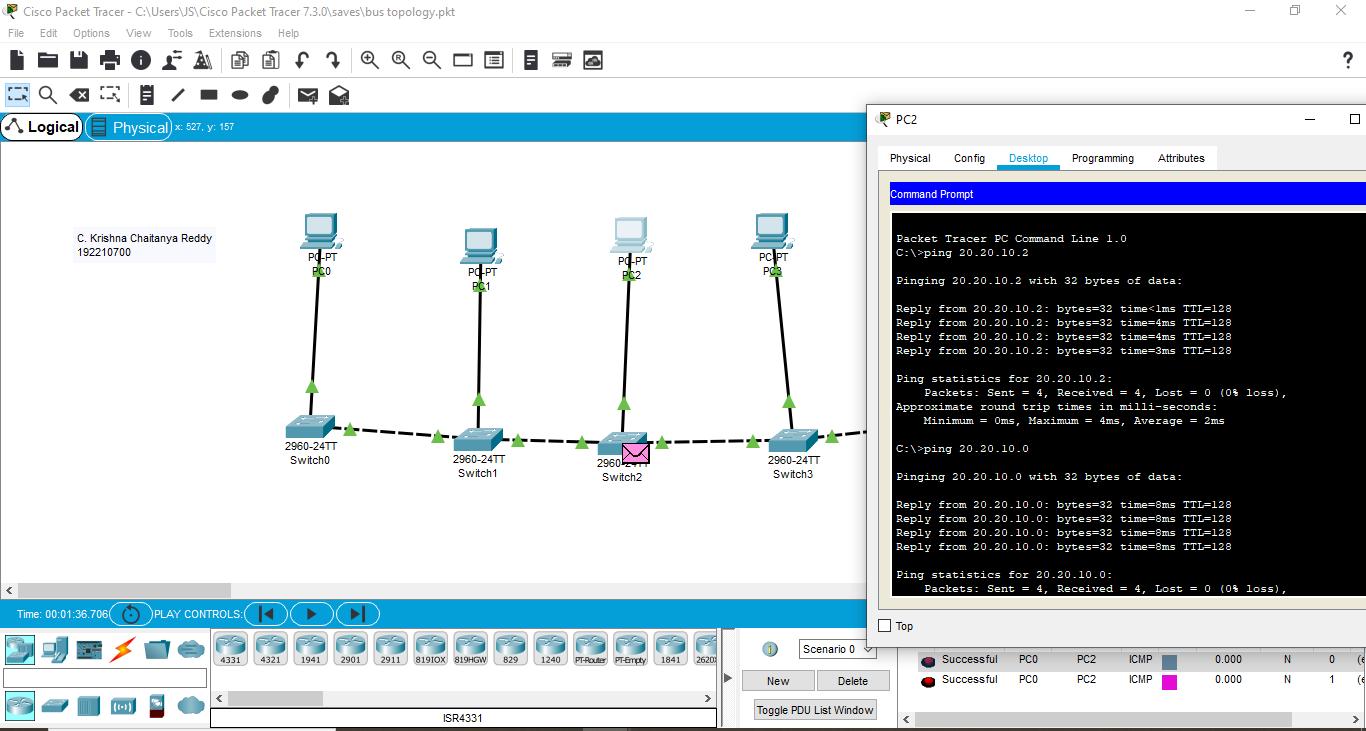 Cisco Packet Tracer - C:\Users\JS\Cisco Packet Tracer 7.3.0\saves\bus topology.pkt
File Edit Options View Tools Extensions Help
Logical
Physical
x: 527, y: 157
C. Krishna Chaitanya Reddy
192210700
PC-PT
PC0
PC-PT
PC1
PC-PT
PC2
PC-PT
PC3
2960-24TT
Switch0
2960-24TT
Switch1
2960-24TT
Switch2
2960-24TT
Switch3
PC2
Physical Config Desktop Programming Attributes
Command Prompt
Packet Tracer PC Command Line 1.0
C:\>ping 20.20.10.2
Pinging 20.20.10.2 with 32 bytes of data:
Reply from 20.20.10.2: bytes=32 time<1ms TTL=128
Reply from 20.20.10.2: bytes=32 time=4ms TTL=128
Reply from 20.20.10.2: bytes=32 time=4ms TTL=128
Reply from 20.20.10.2: bytes=32 time=3ms TTL=128
Ping statistics for 20.20.10.2:
Packets: Sent = 4, Received = 4, Lost = 0 (0% loss),
Approximate round trip times in milli-seconds:
Minimum = 0ms, Maximum = 4ms, Average = 2ms
C:\>ping 20.20.10.0
Pinging 20.20.10.0 with 32 bytes of data:
Reply from 20.20.10.0: bytes=32 time=8ms TTL=128
Reply from 20.20.10.0: bytes=32 time=8ms TTL=128
Reply from 20.20.10.0: bytes=32 time=8ms TTL=128
Reply from 20.20.10.0: bytes=32 time=8ms TTL=128
Ping statistics for 20.20.10.0:
Packets: Sent = 4, Received = 4, Lost = 0 (0% loss),
Top
Time: 00:01:36.706
PLAY CONTROLS:
4331 4321 1941 2901 2911 819IOX 819HGW 829 1240 PT-Router PT-Empty 1841 2620X
ISR4331
Scenario 0
New Delete
Toggle PDU List Window
Successful PC0 PC2 ICMP 0.000 N 0 (e
Successful PC0 PC2 ICMP 0.000 N 1 (e